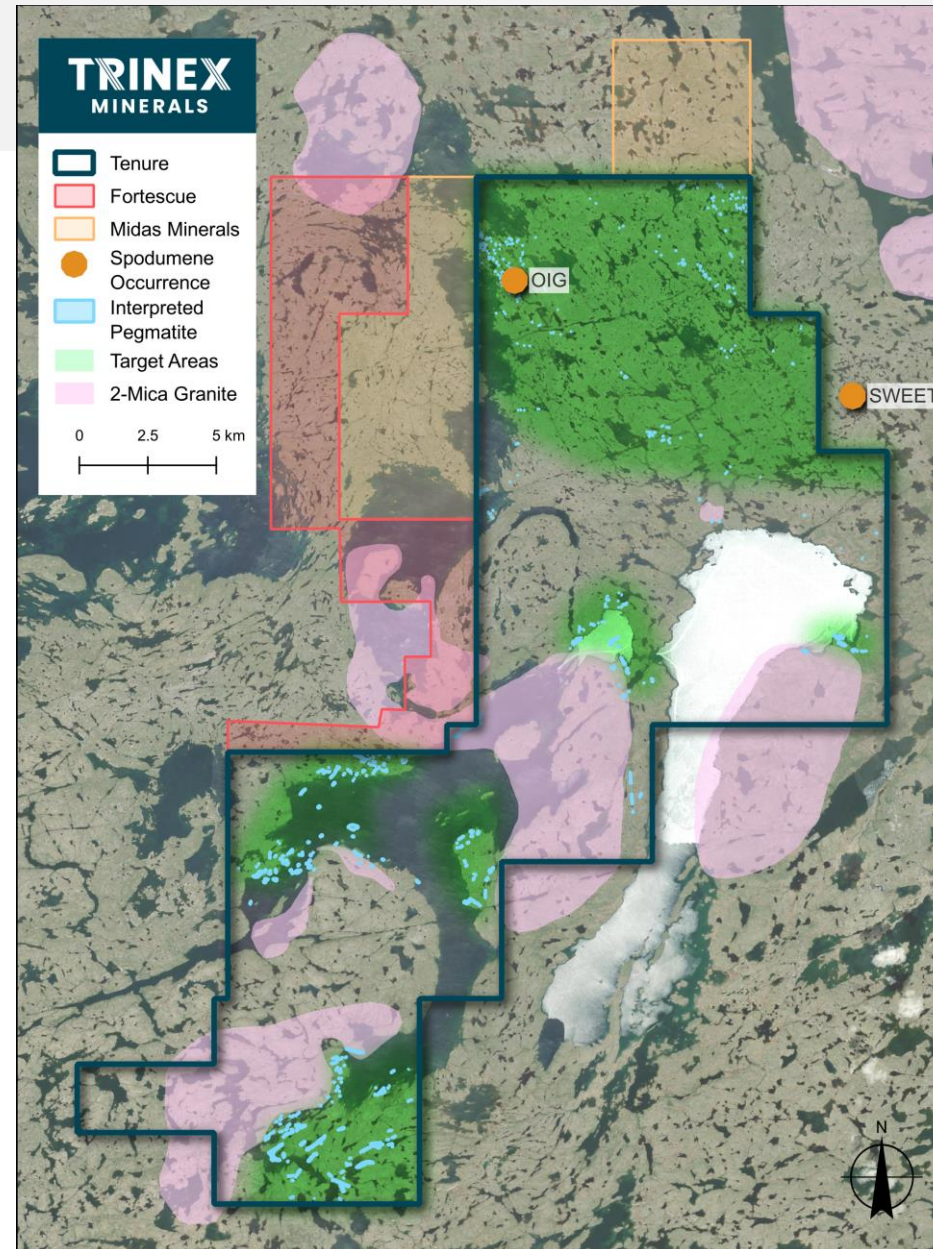 TRINEX
MINERALS
Tenure
Fortescue
Midas Minerals
Spodumene
Occurrence
Interpreted
Pegmatite
Target Areas
2-Mica Granite
0 2.5 5 km
OIG
SWEET
N